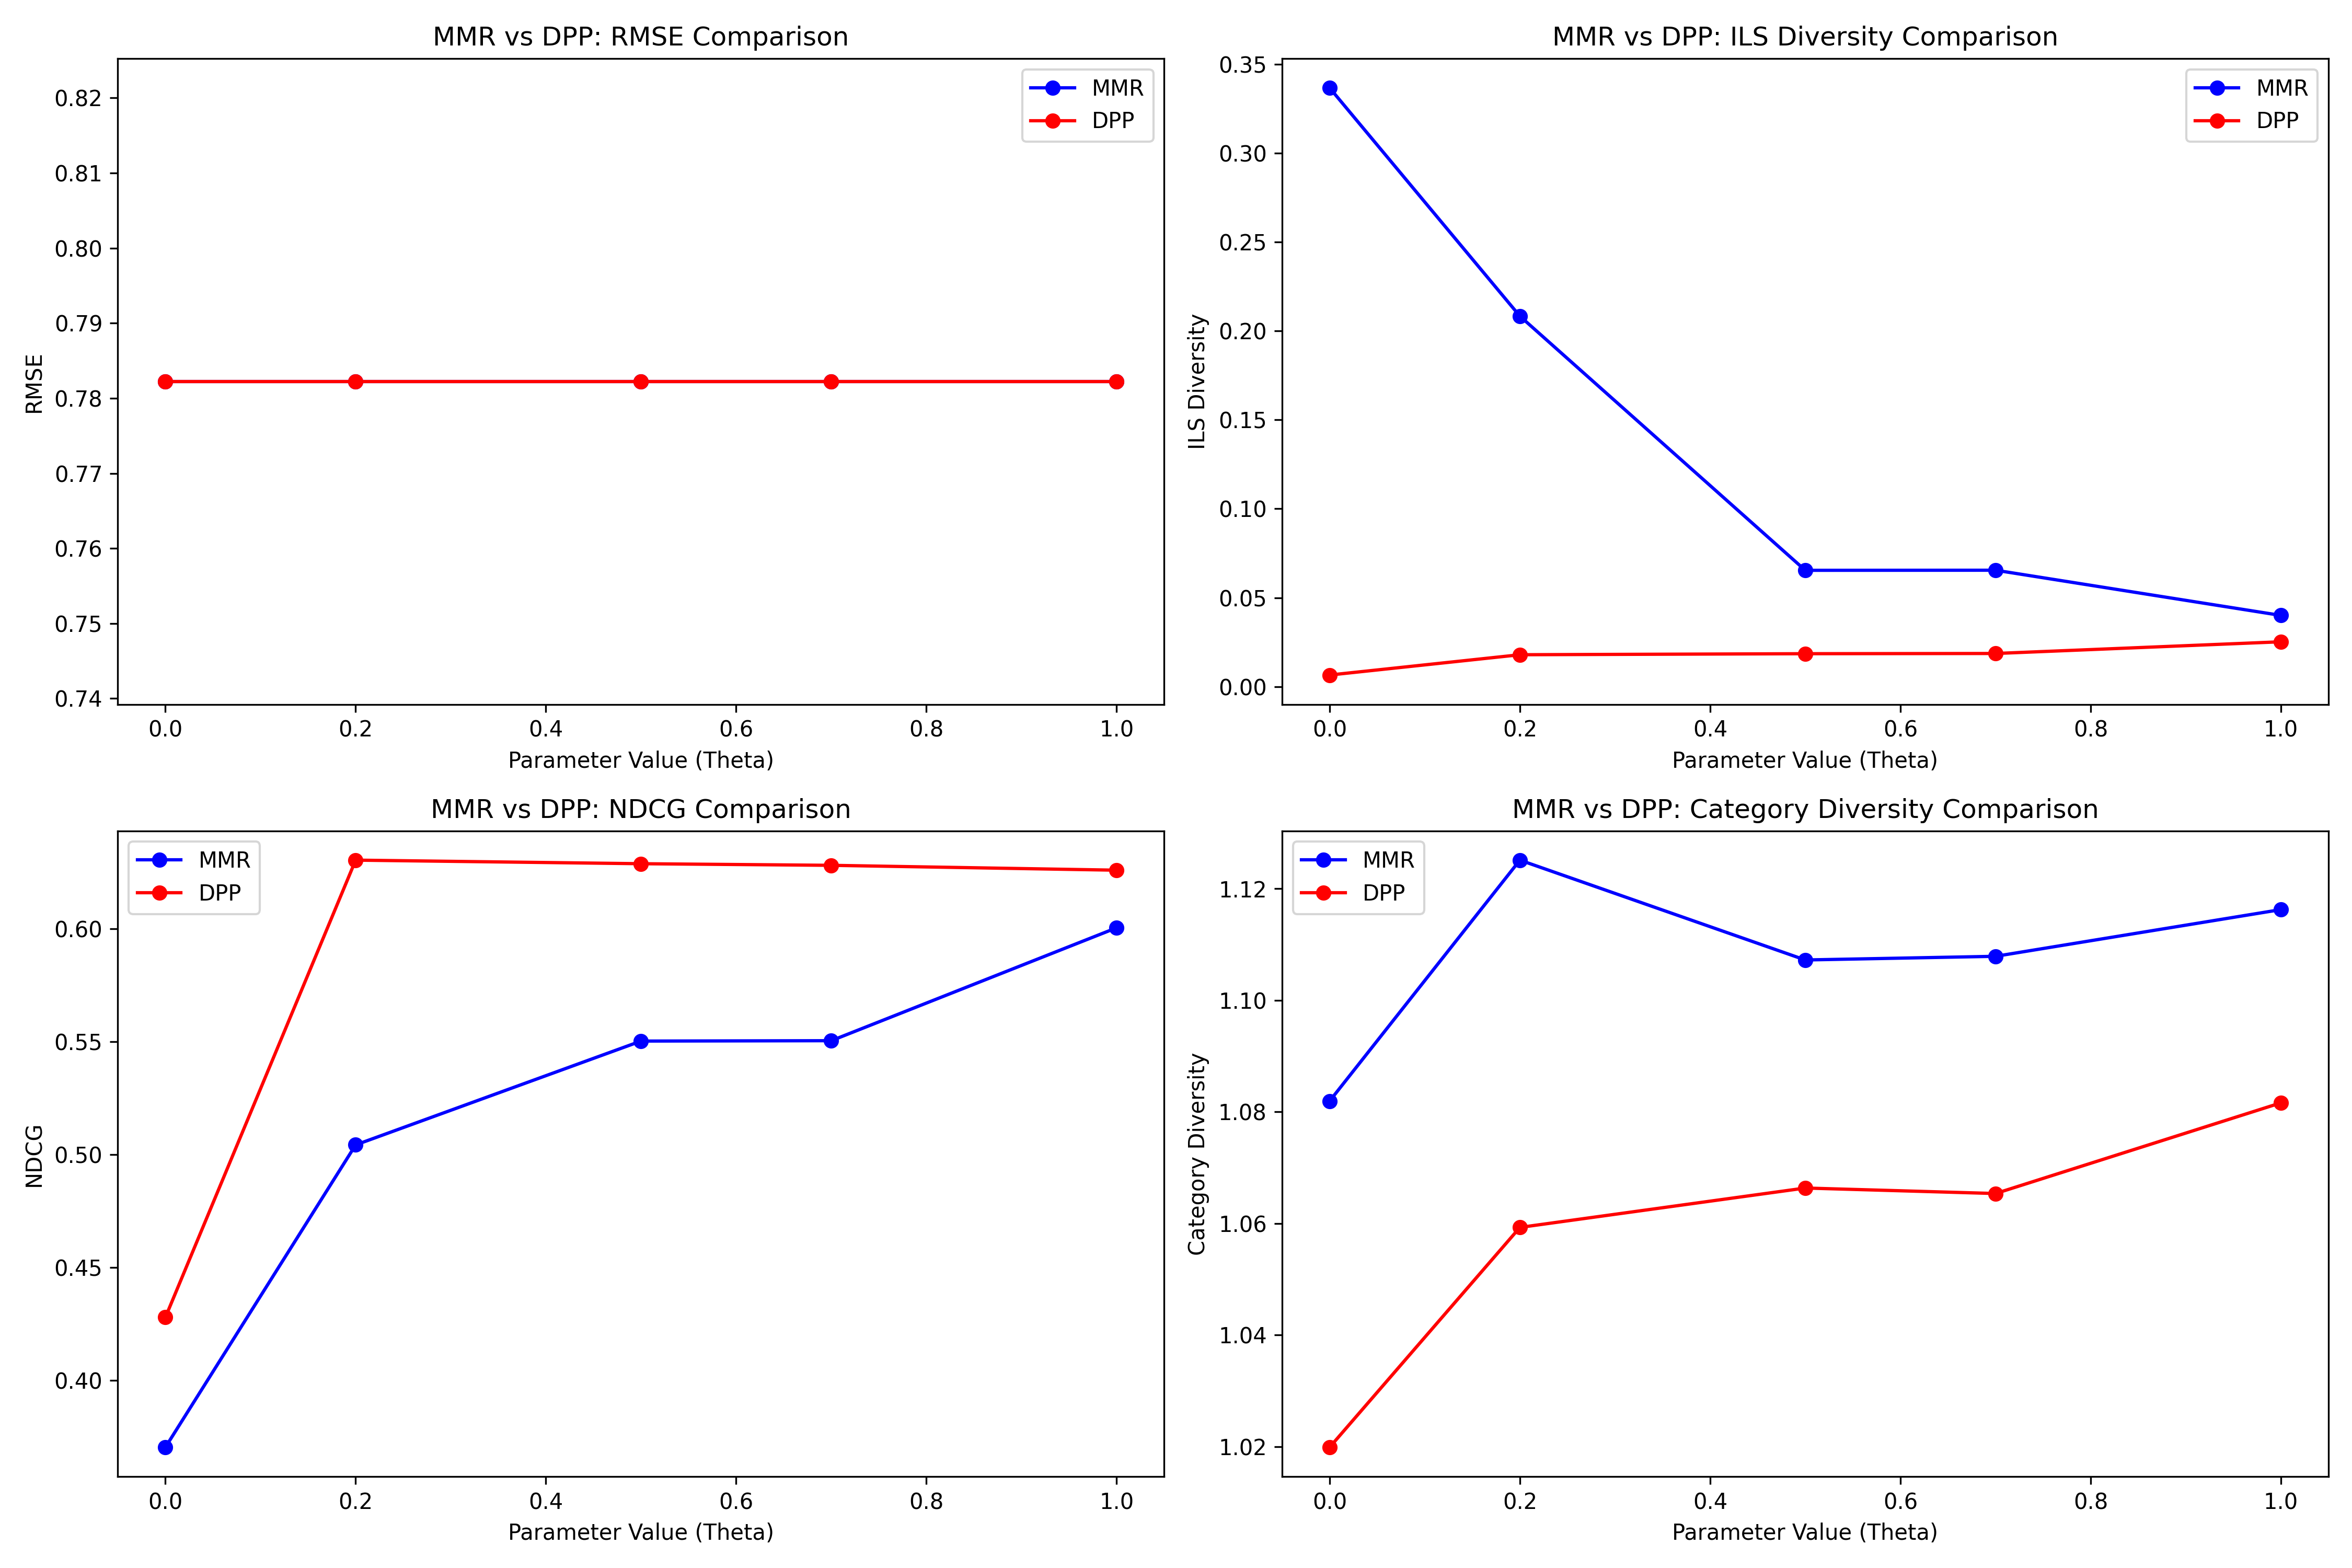 MMR vs DPP: RMSE Comparison
MMR
DPP
0.82
0.81
0.80
0.79
0.78
0.77
0.76
0.75
0.74
RMSE
0.0 0.2 0.4 0.6 0.8 1.0
Parameter Value (Theta)
MMR vs DPP: ILS Diversity Comparison
MMR
DPP
0.35
0.30
0.25
0.20
0.15
0.10
0.05
0.00
ILS Diversity
0.0 0.2 0.4 0.6 0.8 1.0
Parameter Value (Theta)
MMR vs DPP: NDCG Comparison
MMR
DPP
0.60
0.55
0.50
0.45
0.40
NDCG
0.0 0.2 0.4 0.6 0.8 1.0
Parameter Value (Theta)
MMR vs DPP: Category Diversity Comparison
MMR
DPP
1.12
1.10
1.08
1.06
1.04
1.02
Category Diversity
0.0 0.2 0.4 0.6 0.8 1.0
Parameter Value (Theta)